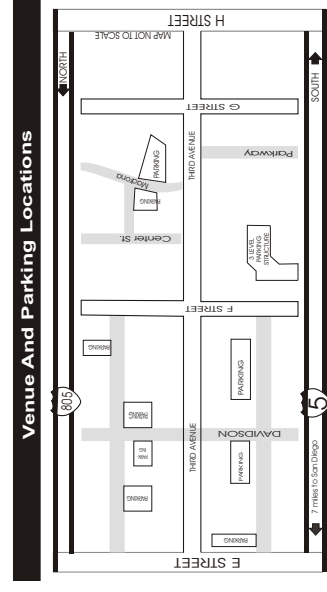 Venue And Parking Locations
H STREET
MAP NOT TO SCALE
NORTH
SOUTH
G STREET
THIRD AVENUE
Parkway
PARKING
Madrona
PARKING
Center St.
3 LEVEL
PARKING
STRUCTURE
F STREET
PARKING
805
PARKING
PARKING
5
DAVIDSON
THIRD AVENUE
PARK
ING
PARKING
PARKING
7 miles to San Diego
PARKING
E STREET